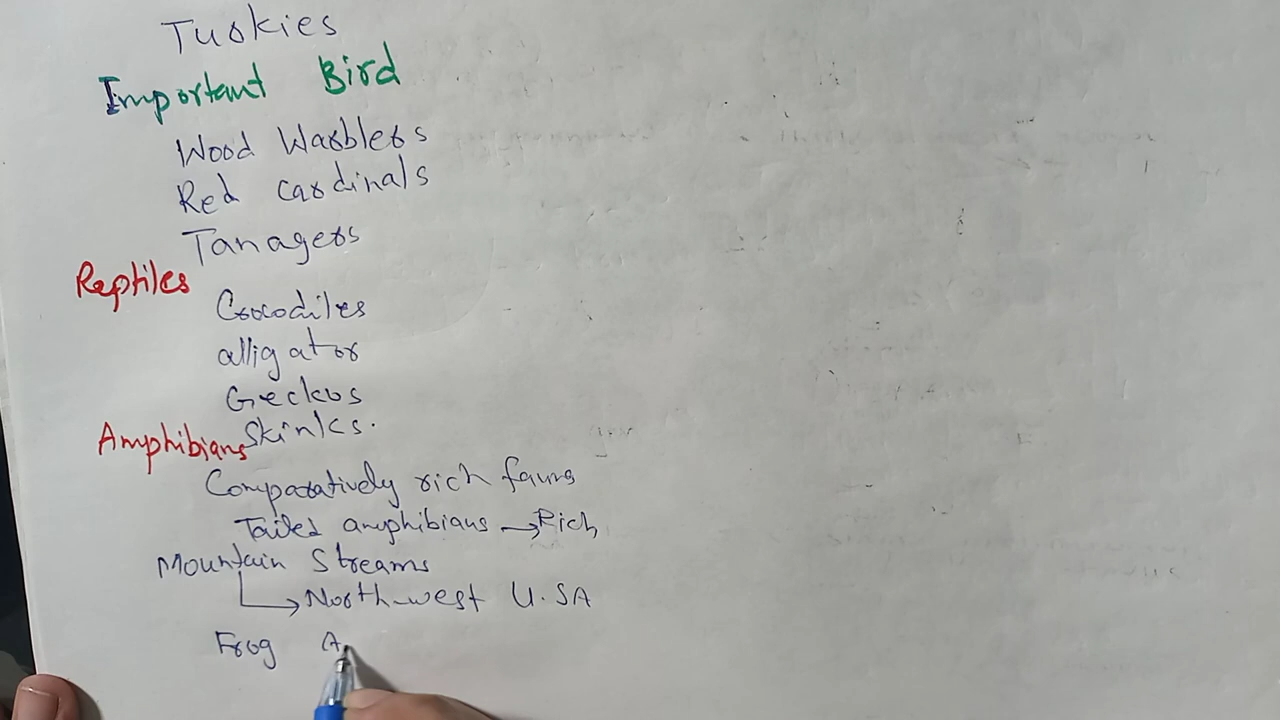 Turkies
Important Bird
Wood Warblers
Red cardinals
Tanagers
Reptiles
Crocodiles
alligator
Geckos
Skinks.
Amphibians
Comparatively rich fauna
Tailed amphibians → Rich
Mountain Streams
→ North-west U.SA
Frog A